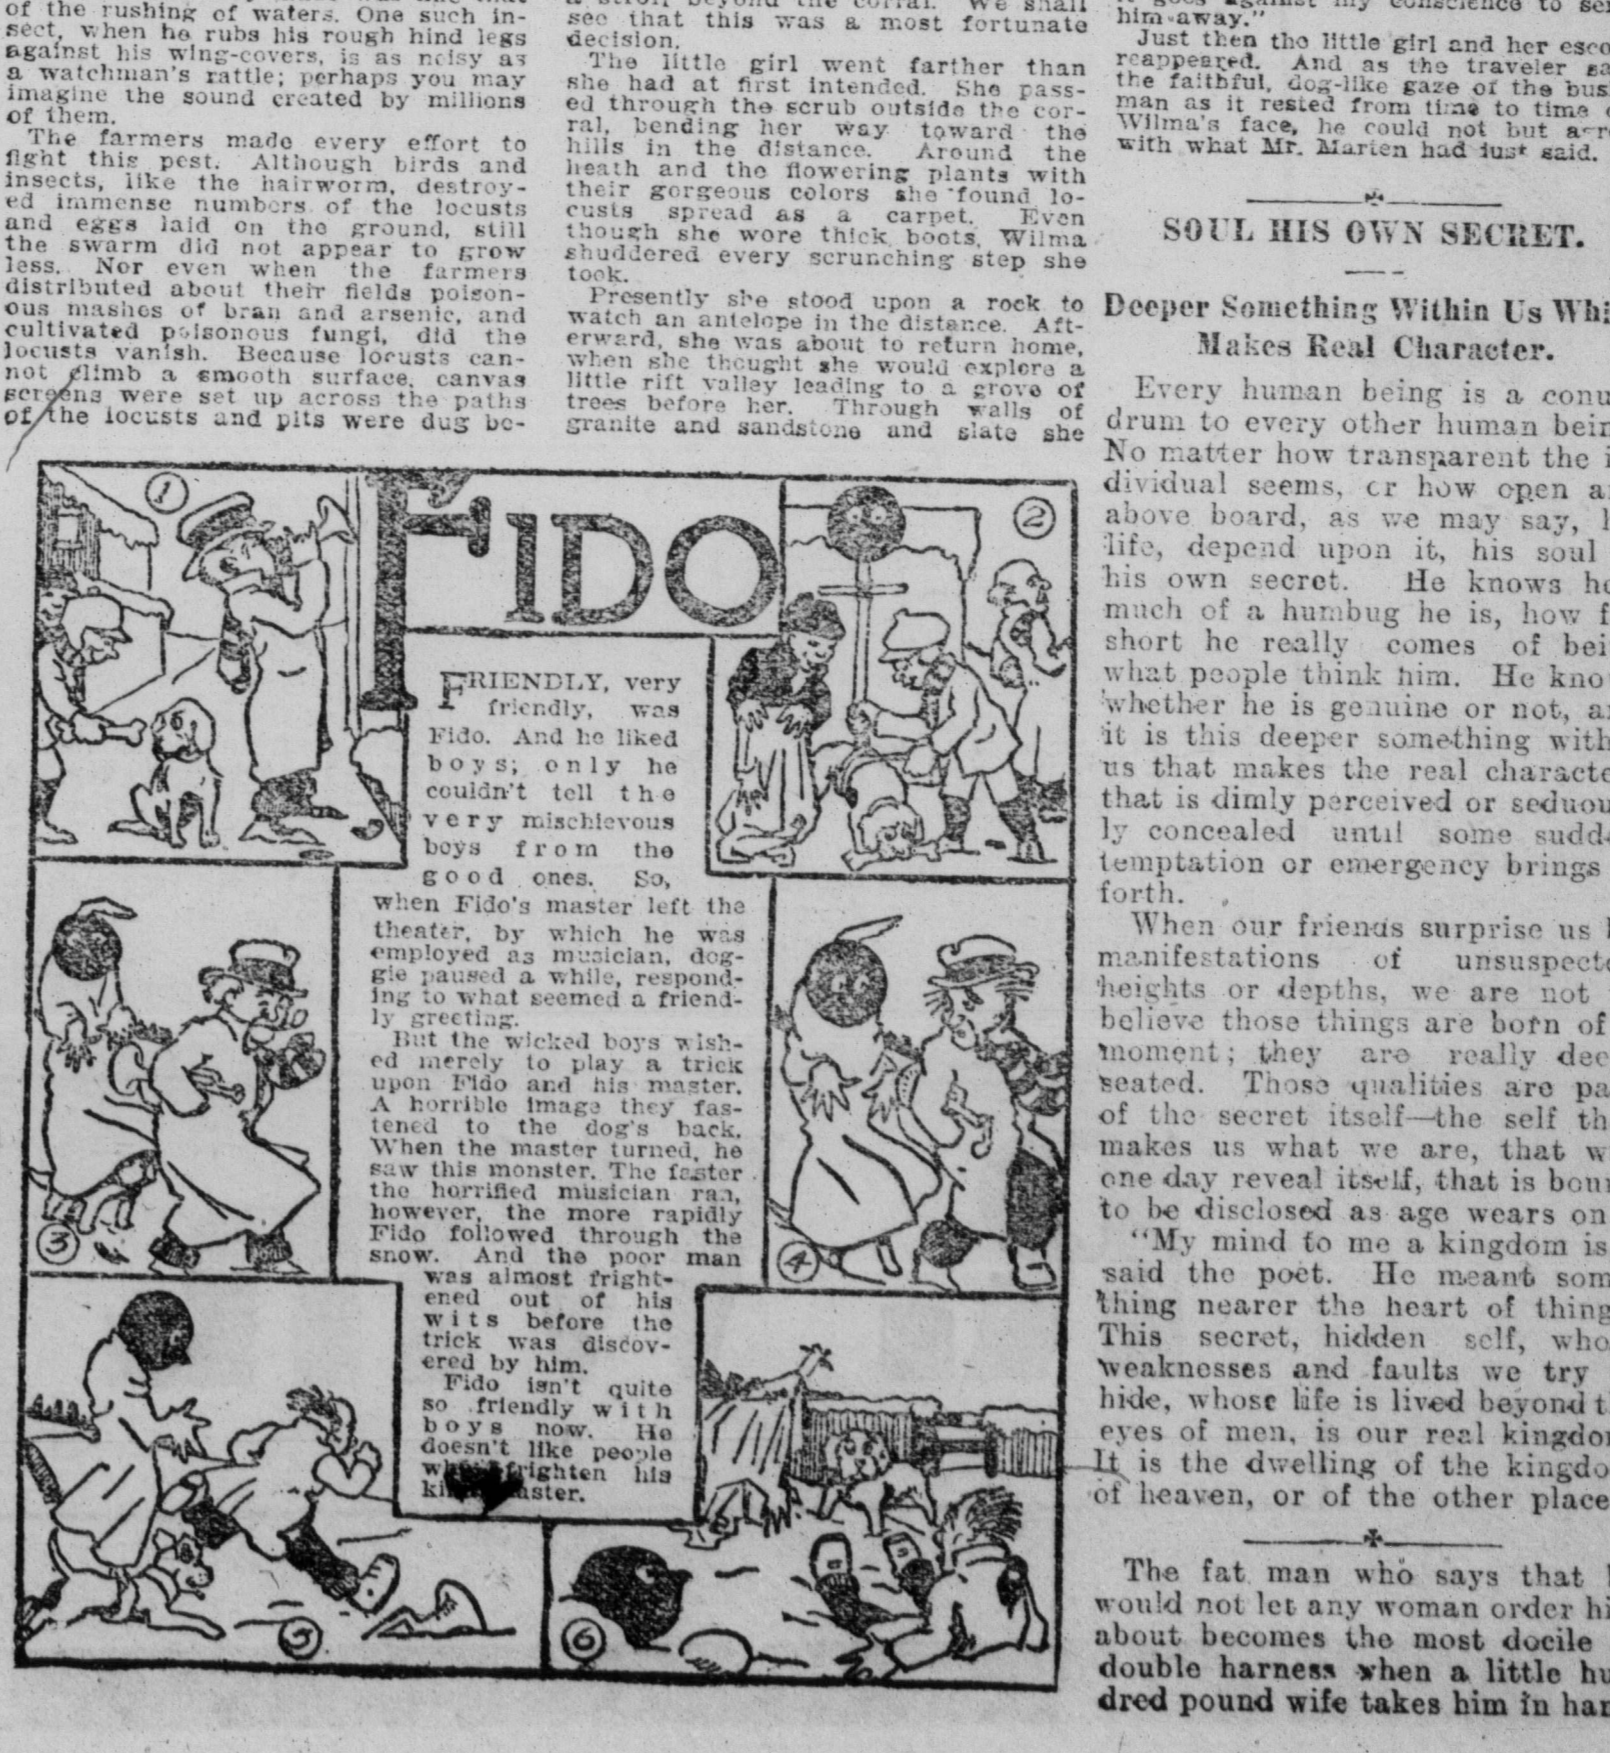 of the rushing of waters. One such in-
sect, when he rubs his rough hind legs
against his wing-covers, is as noisy as
a watchman's rattle; perhaps you may
imagine the sound created by millions
of them.
The farmers made every effort to
fight this pest. Although birds and
insects, like the hairworm, destroy-
ed immense numbers of the locusts
and eggs laid on the ground, still
the swarm did not appear to grow
less. Nor even when the farmers
distributed about their fields poison-
ous mashes of bran and arsenic, and
cultivated poisonous fungi, did the
locusts vanish. Because locusts can-
not climb a smooth surface, canvas
screens were set up across the paths
of the locusts and pits were dug be-
a stroll beyond the corral. We shall
see that this was a most fortunate
decision.
The little girl went farther than
she had at first intended. She pass-
ed through the scrub outside the cor-
ral, bending her way toward the
hills in the distance. Around the
heath and the flowering plants with
their gorgeous colors she found lo-
custs spread as a carpet. Even
though she wore thick boots, Wilma
shuddered every scrunching step she
took.
Presently she stood upon a rock to
watch an antelope in the distance. Aft-
erward, she was about to return home,
when she thought she would explore a
little rift valley leading to a grove of
trees before her. Through walls of
granite and sandstone and slate she
1
FIDO
2
FRIENDLY, very
friendly, was
Fido. And he liked
boys; only he
couldn't tell the
very mischievous
boys from the
good ones. So,
when Fido's master left the
theater, by which he was
employed as musician, dog-
gie paused a while, respond-
ing to what seemed a friend-
ly greeting.
But the wicked boys wish-
ed merely to play a trick
upon Fido and his master.
A horrible image they fas-
tened to the dog's back.
When the master turned, he
saw this monster. The faster
the horrified musician ran,
however, the more rapidly
Fido followed through the
snow. And the poor man
was almost fright-
ened out of his
wits before the
trick was discov-
ered by him.
Fido isn't quite
so friendly with
boys now. He
doesn't like people
frighten his
3
4
5
6
him away."
Just then the little girl and her
reappeared. And as the traveler
the faithful, dog-like gaze of the
man as it rested from time to time
Wilma's face, he could not but
with what Mr. Marten had just said.
SOUL HIS OWN SECRET.
Deeper Something Within Us
Makes Real Character.
Every human being is a conu
drum to every other human bein
No matter how transparent the
dividual seems, or how open
above board, as we may say,
life, depend upon it, his soul
his own secret. He knows
much of a humbug he is, how
short he really comes of bei
what people think him. He kno
whether he is genuine or not,
it is this deeper something with
us that makes the real characte
that is dimly perceived or seduou
ly concealed until some sudd
temptation or emergency brings
forth.
When our friends surprise us
manifestations of unsuspect
heights or depths, we are not
believe those things are born of
moment; they are really dee
seated. Those qualities are pa
of the secret itself—the self th
makes us what we are, that w
one day reveal itself, that is boun
to be disclosed as age wears on
"My mind to me a kingdom is
said the poet. He meant som
thing nearer the heart of thing
This secret, hidden self, who
weaknesses and faults we try
hide, whose life is lived beyond t
eyes of men, is our real kingdo
It is the dwelling of the kingdo
of heaven, or of the other place
The fat man who says that
would not let any woman order hi
about becomes the most docile
double harness when a little hu
dred pound wife takes him in han